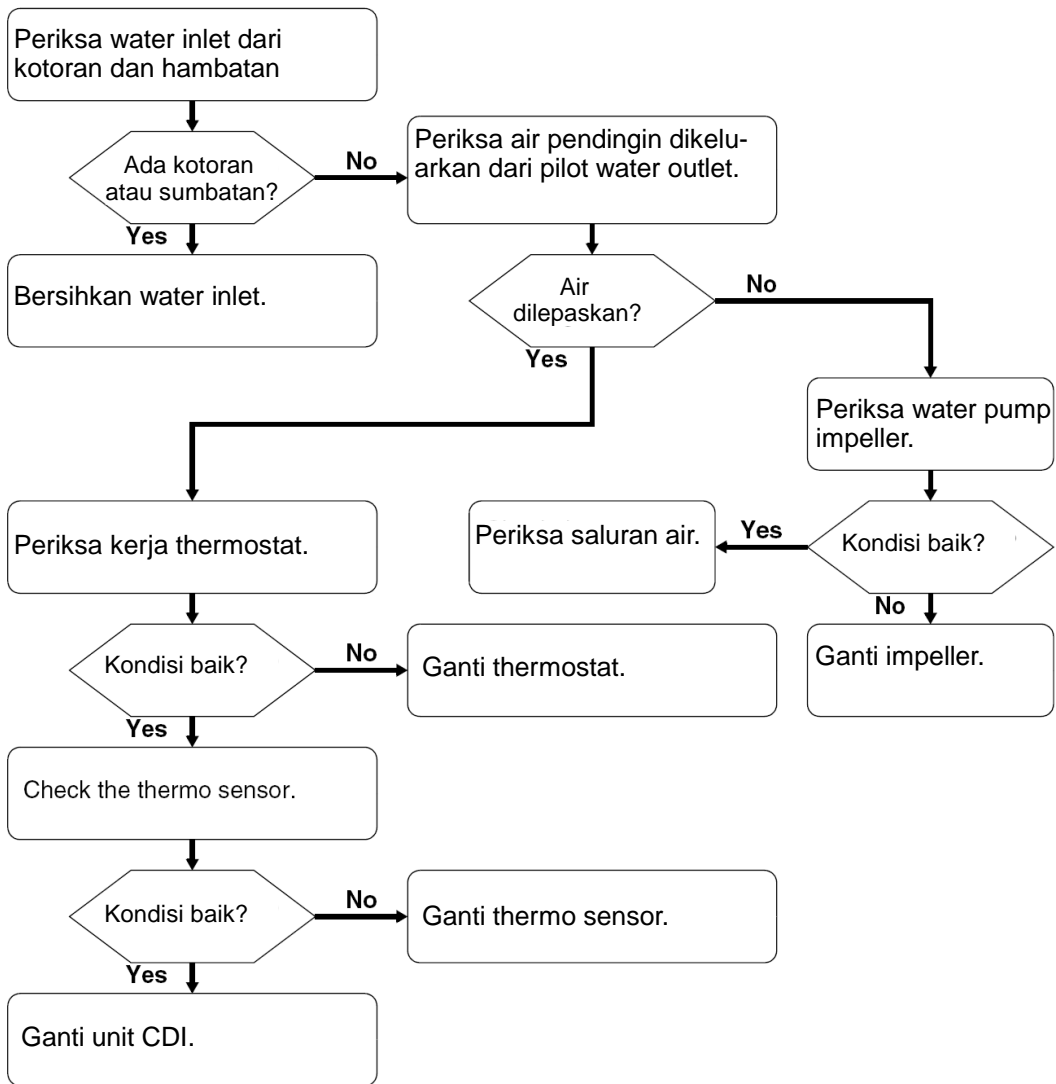 Periksa water inlet dari
kotoran dan hambatan
Ada kotoran
atau sumbatan?
No
Periksa air pendingin dikelu-
arkan dari pilot water outlet.
Yes
Bersihkan water inlet.
Air
dilepaskan?
No
Yes
Periksa water pump
impeller.
Periksa kerja thermostat.
Periksa saluran air.
Yes
Kondisi baik?
No
Ganti impeller.
Kondisi baik?
No
Ganti thermostat.
Yes
Check the thermo sensor.
Kondisi baik?
No
Ganti thermo sensor.
Yes
Ganti unit CDI.